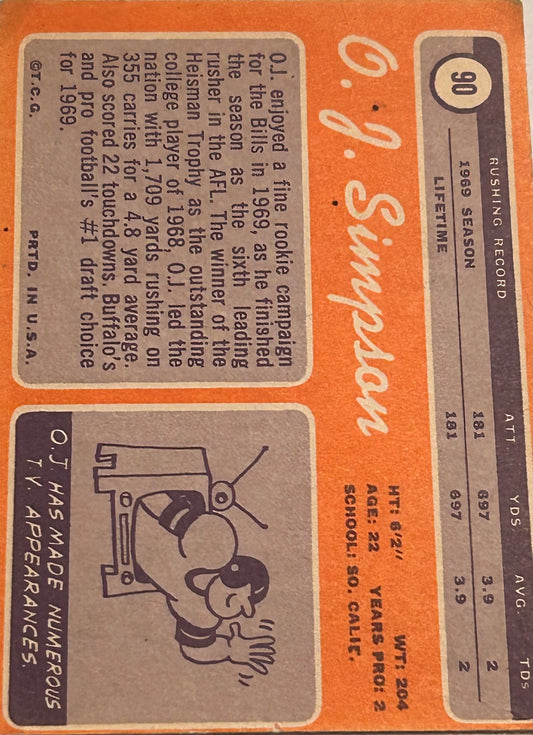 90
RUSHING RECORD ATT. YDS. AVG. TDs
1969 SEASON 181 697 3.9 2
LIFETIME 181 697 3.9 2
O. J. Simpson
HT: 6'2" WT: 204
AGE: 22 YEARS PRO: 2
SCHOOL: SO. CALIF.
O.J. enjoyed a fine rookie campaign
for the Bills in 1969, as he finished
the season as the sixth leading
rusher in the AFL. The winner of the
Heisman Trophy as the outstanding
college player of 1968, O.J. led the
nation with 1,709 yards rushing on
355 carries for a 4.8 yard average.
Also scored 22 touchdowns. Buffalo's
and pro football's #1 draft choice
for 1969.
©T.C.G. PRTD. IN U.S.A.
O.J. HAS MADE NUMEROUS
T.V. APPEARANCES.